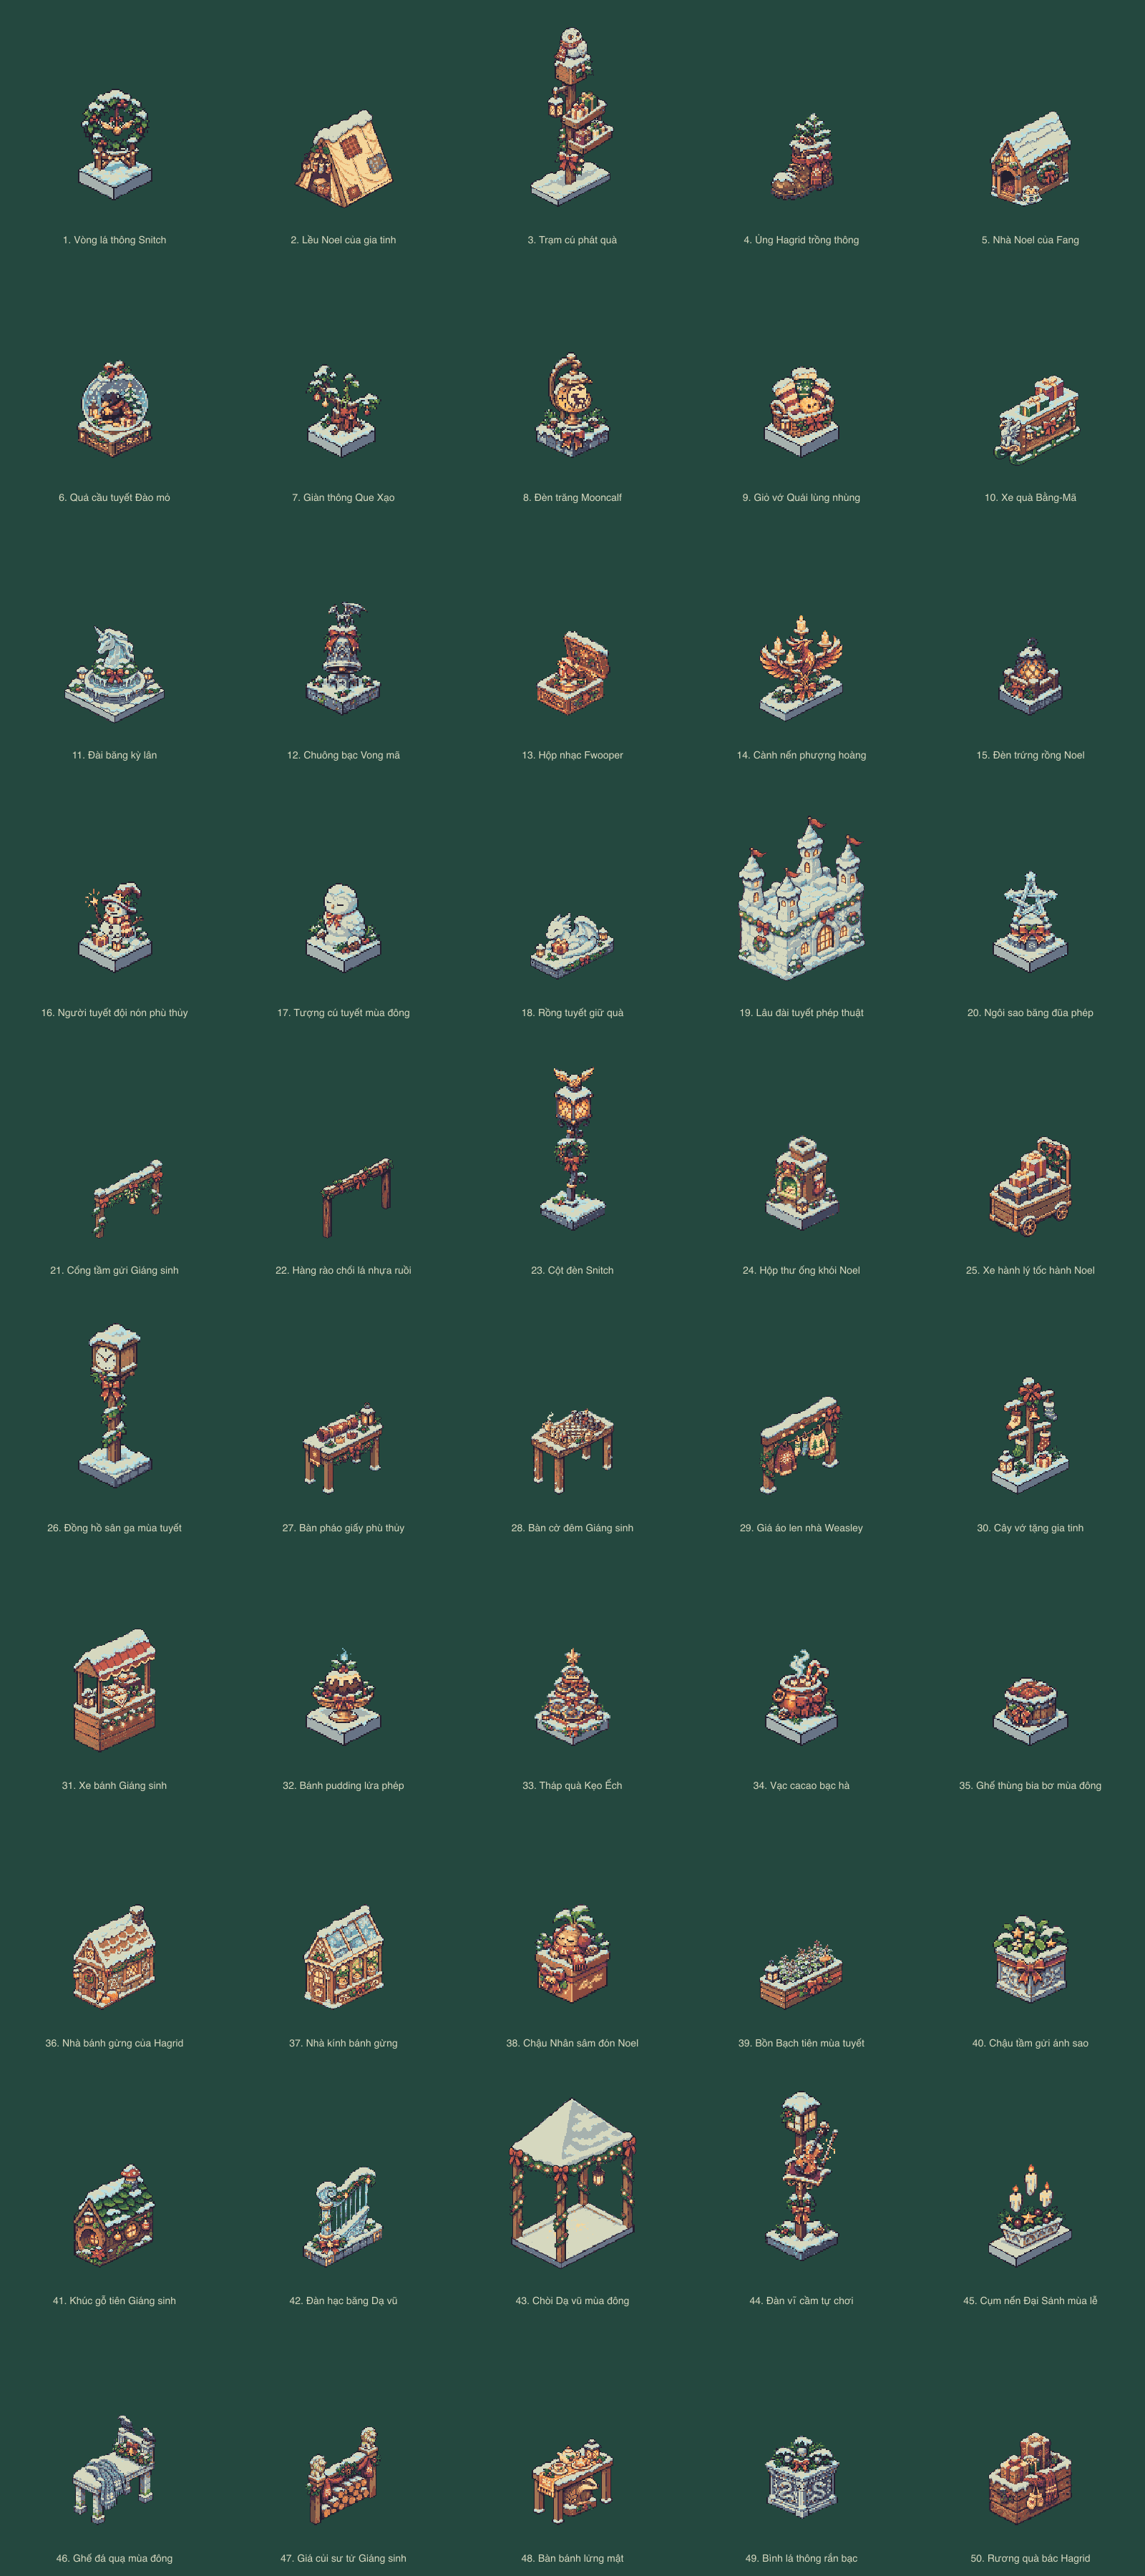 1. Vòng lá thông Snitch
2. Lều Noel của gia tinh
3. Trạm cú phát quà
4. Ủng Hagrid trồng thông
5. Nhà Noel của Fang
6. Quả cầu tuyết Đào mỏ
7. Giàn thông Que Xạo
8. Đèn trăng Mooncalf
9. Giỏ vớ Quái lùng nhùng
10. Xe quà Bằng-Mã
11. Đài băng kỳ lân
12. Chuông bạc Vong mã
13. Hộp nhạc Fwooper
14. Cành nến phượng hoàng
15. Đèn trứng rồng Noel
16. Người tuyết đội nón phù thủy
17. Tượng cú tuyết mùa đông
18. Rồng tuyết giữ quà
19. Lâu đài tuyết phép thuật
20. Ngôi sao băng đũa phép
21. Cổng tầm gửi Giáng sinh
22. Hàng rào chổi lá nhựa ruồi
23. Cột đèn Snitch
24. Hộp thư ống khói Noel
25. Xe hành lý tốc hành Noel
26. Đồng hồ sân ga mùa tuyết
27. Bàn pháo giấy phù thủy
28. Bàn cờ đêm Giáng sinh
29. Giá áo len nhà Weasley
30. Cây vớ tặng gia tinh
31. Xe bánh Giáng sinh
32. Bánh pudding lửa phép
33. Tháp quà Kẹo Ếch
34. Vạc cacao bạc hà
35. Ghế thùng bia bơ mùa đông
36. Nhà bánh gừng của Hagrid
37. Nhà kính bánh gừng
38. Chậu Nhân sâm đón Noel
39. Bồn Bạch tiên mùa tuyết
40. Chậu tầm gửi ánh sao
41. Khúc gỗ tiên Giáng sinh
42. Đàn hạc băng Dạ vũ
43. Chòi Dạ vũ mùa đông
44. Đàn vĩ cầm tự chơi
45. Cụm nến Đại Sảnh mùa lễ
46. Ghế đá quạ mùa đông
47. Giá củi sư tử Giáng sinh
48. Bàn bánh lửng mật
49. Bình lá thông rắn bạc
50. Rương quà bác Hagrid